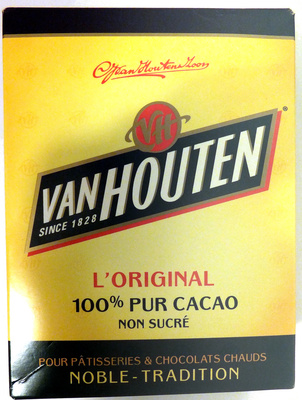 C.J. van Houten & Zoon
VH
VAN HOUTEN
®
SINCE 1828
L'ORIGINAL
100% PUR CACAO
NON SUCRÉ
POUR PÂTISSERIES & CHOCOLATS CHAUDS
NOBLE-TRADITION